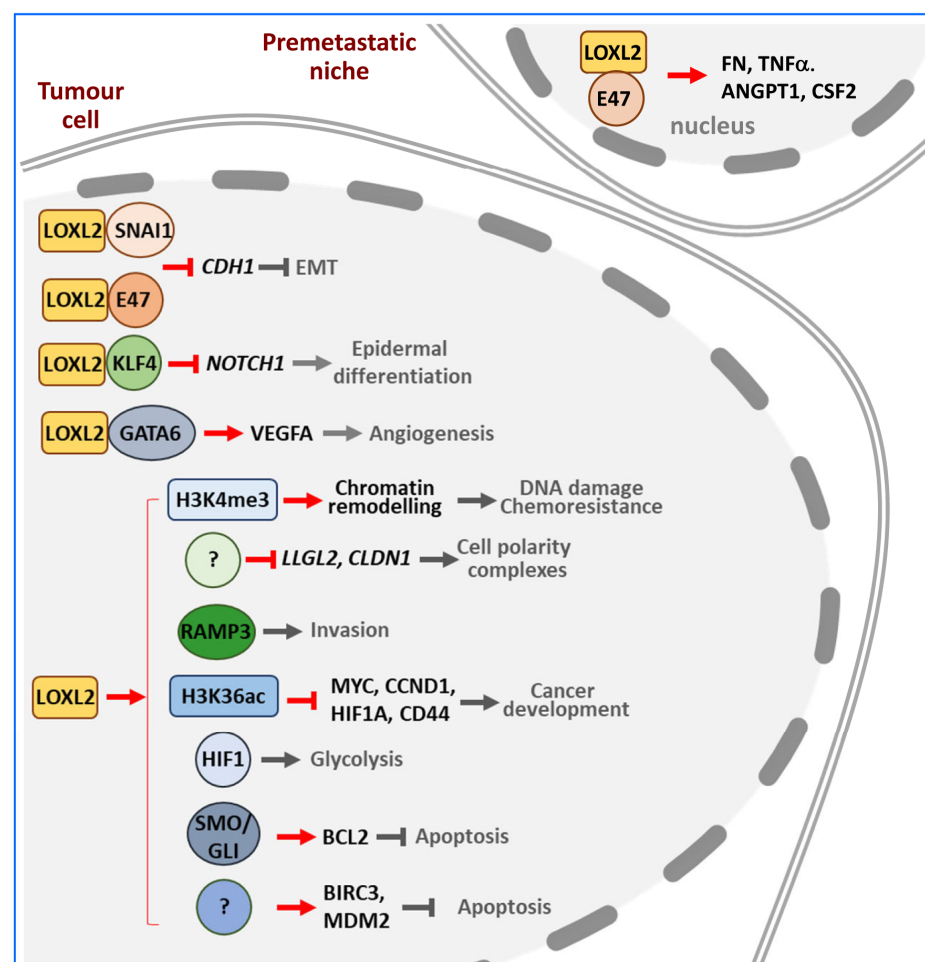 Premetastatic
niche
Tumour
cell
LOXL2
E47
FN, TNFα.
ANGPT1, CSF2
nucleus
LOXL2 SNAI1
CDH1 EMT
LOXL2 E47
LOXL2 KLF4 NOTCH1 Epidermal
differentiation
LOXL2 GATA6 VEGFA Angiogenesis
LOXL2
H3K4me3 Chromatin
remodelling
DNA damage
Chemoresistance
? LLGL2, CLDN1 Cell polarity
complexes
RAMP3 Invasion
H3K36ac MYC, CCND1,
HIF1A, CD44
Cancer
development
HIF1 Glycolysis
SMO/
GLI
BCL2 Apoptosis
? BIRC3,
MDM2
Apoptosis